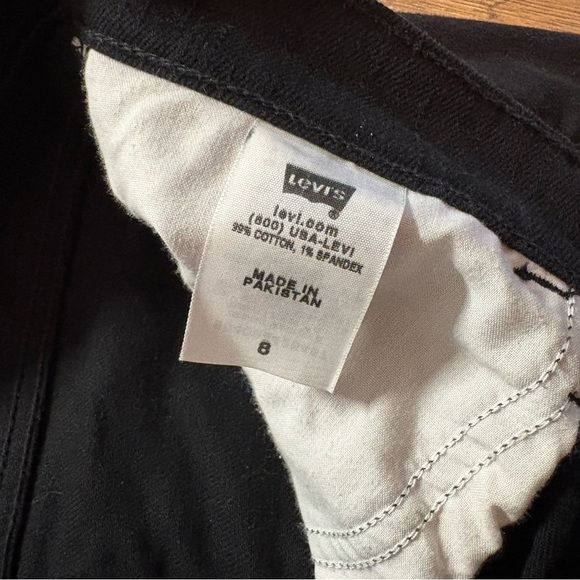 Levi's
®
levi.com
(800) USA-LEVI
99% COTTON, 1% SPANDEX
MADE IN
PAKISTAN
8